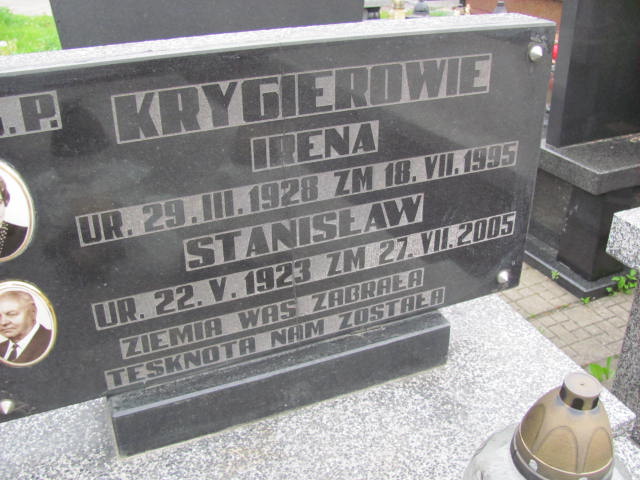 Ś.P. KRYGIEROWIE
IRENA
UR. 29.III.1928 ZM 18.VII.1995
STANISŁAW
UR. 22.V.1923 ZM 27.VII.2005
ZIEMIA WAS ZABRAŁA
TĘSKNOTA NAM ZOSTAŁA